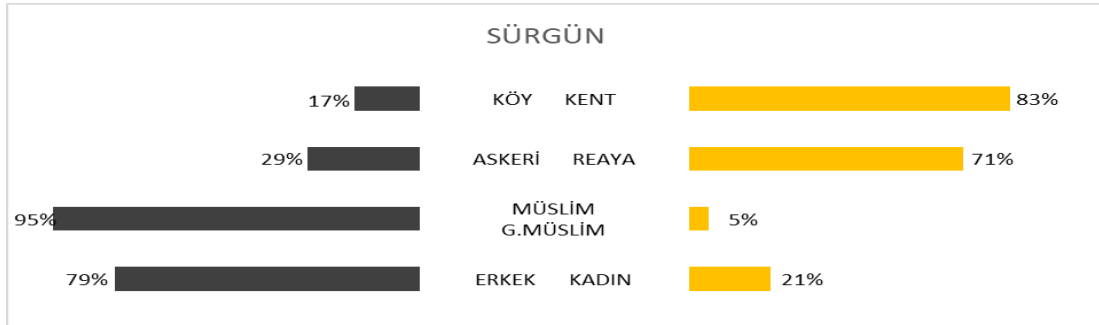 SÜRGÜN
17% KÖY KENT 83%
29% ASKERİ REAYA 71%
95% MÜSLİM
G.MÜSLİM 5%
79% ERKEK KADIN 21%